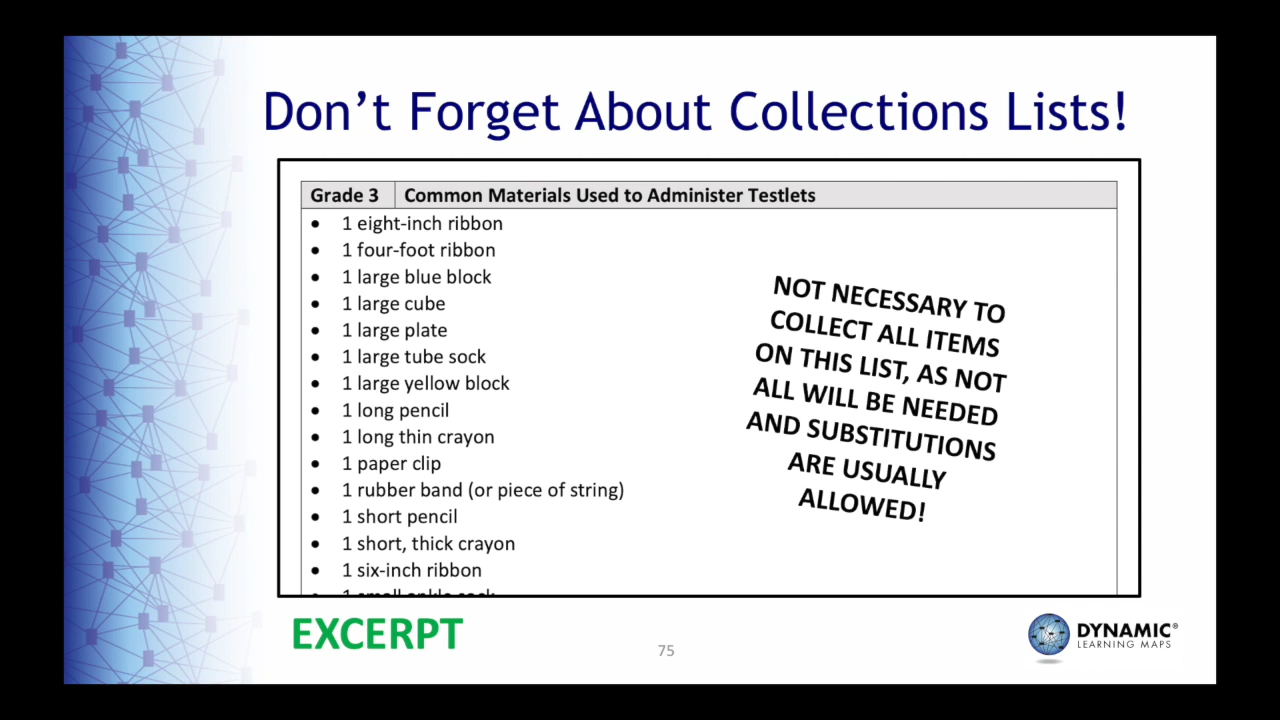 Don't Forget About Collections Lists!
Grade 3 Common Materials Used to Administer Testlets
• 1 eight-inch ribbon
• 1 four-foot ribbon
• 1 large blue block
• 1 large cube
• 1 large plate
• 1 large tube sock
• 1 large yellow block
• 1 long pencil
• 1 long thin crayon
• 1 paper clip
• 1 rubber band (or piece of string)
• 1 short pencil
• 1 short, thick crayon
• 1 six-inch ribbon
• 1 small ankle sock
NOT NECESSARY TO
COLLECT ALL ITEMS
ON THIS LIST, AS NOT
ALL WILL BE NEEDED
AND SUBSTITUTIONS
ARE USUALLY
ALLOWED!
EXCERPT
75
DYNAMIC®
LEARNING MAPS